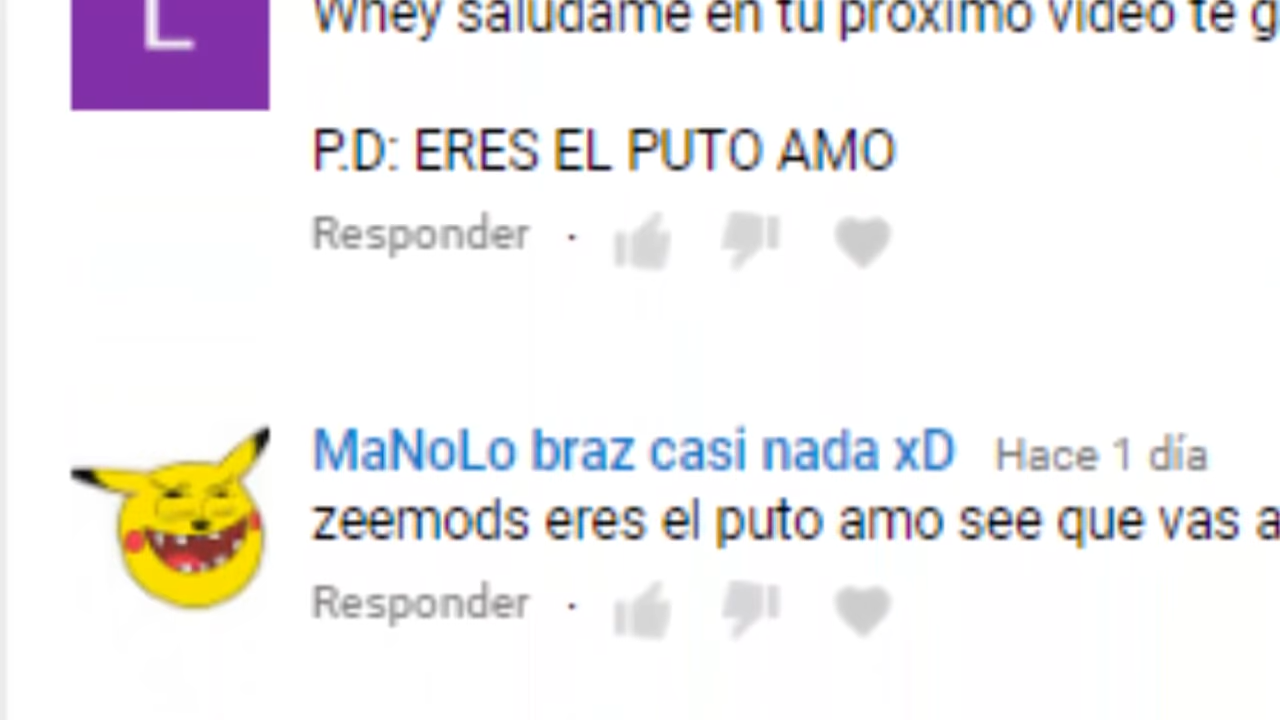 L
Whey saludame en tu proximo video te
P.D: ERES EL PUTO AMO
Responder ·
MaNoLo braz casi nada xD Hace 1 día
zeemods eres el puto amo see que vas
Responder ·